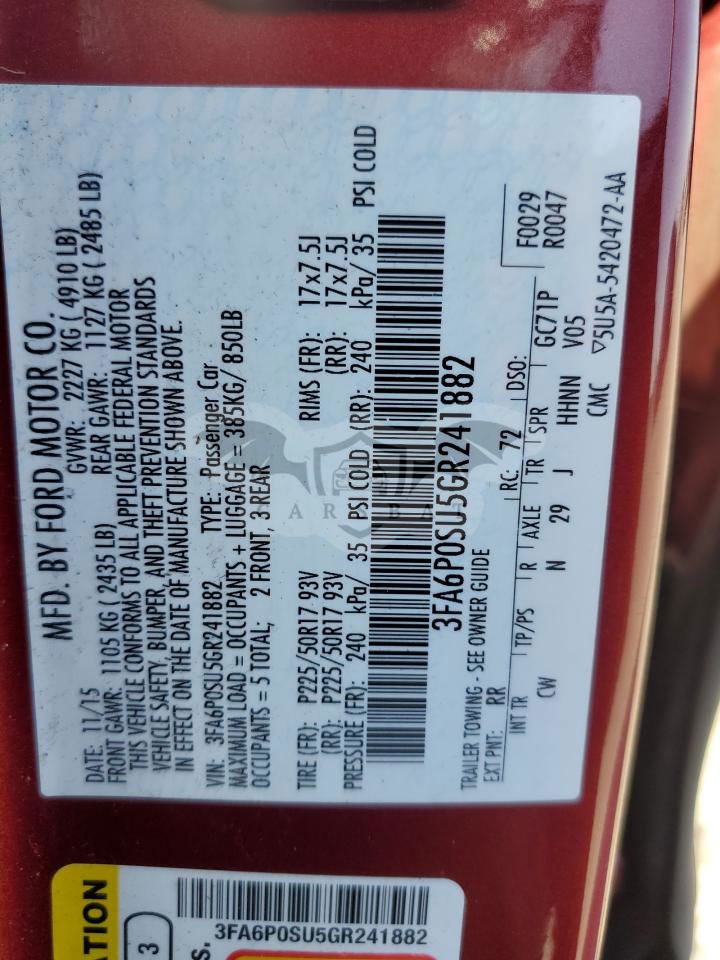 MFD. BY FORD MOTOR CO.
DATE: 11/15 GVWR: 2227 KG ( 4910 LB)
FRONT GAWR: 1105 KG ( 2435 LB) REAR GAWR: 1127 KG ( 2485 LB)
THIS VEHICLE CONFORMS TO ALL APPLICABLE FEDERAL MOTOR
VEHICLE SAFETY, BUMPER, AND THEFT PREVENTION STANDARDS
IN EFFECT ON THE DATE OF MANUFACTURE SHOWN ABOVE.
VIN: 3FA6P0SU5GR241882 TYPE: Passenger Car
MAXIMUM LOAD = OCCUPANTS + LUGGAGE = 385KG/ 850LB
OCCUPANTS = 5 TOTAL; 2 FRONT, 3 REAR
TIRE (FR): P225/50R17 93V RIMS (FR): 17x7.5J
(RR): P225/50R17 93V (RR): 17x7.5J
PRESSURE (FR): 240 kPa/ 35 PSI COLD (RR): 240 kPa/ 35 PSI COLD
CAR BAT
3FA6P0SU5GR241882
TRAILER TOWING - SEE OWNER GUIDE
EXT PNT: RR RC: 72 DSO: F0029
R0047
INT TR TP/PS R AXLE TR SPR GC71P
CW N 29 J HHNN V05
CMC ▽5U5A-5420472-AA
ATION
3
s.
3FA6P0SU5GR241882